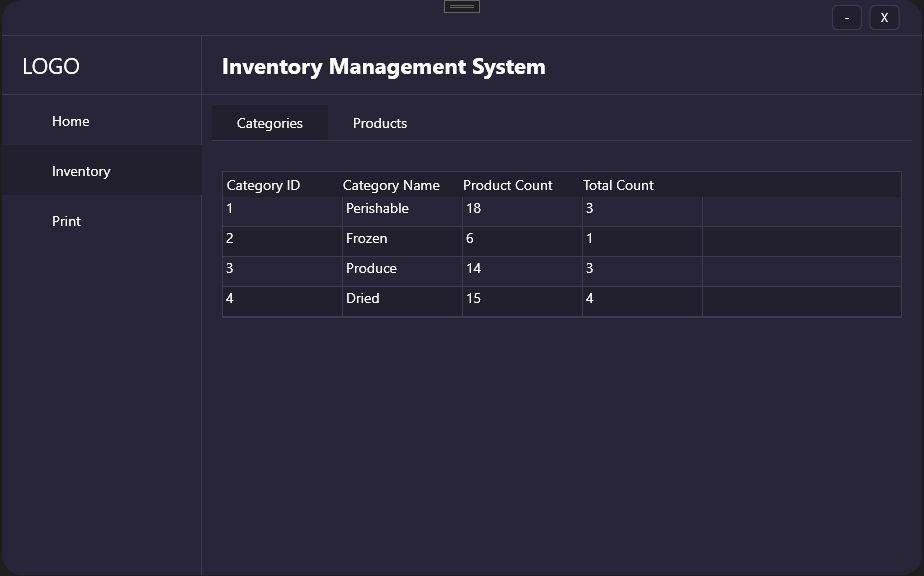 - X
LOGO
Inventory Management System
Home
Inventory
Print
Categories Products
Category ID Category Name Product Count Total Count
1 Perishable 18 3
2 Frozen 6 1
3 Produce 14 3
4 Dried 15 4